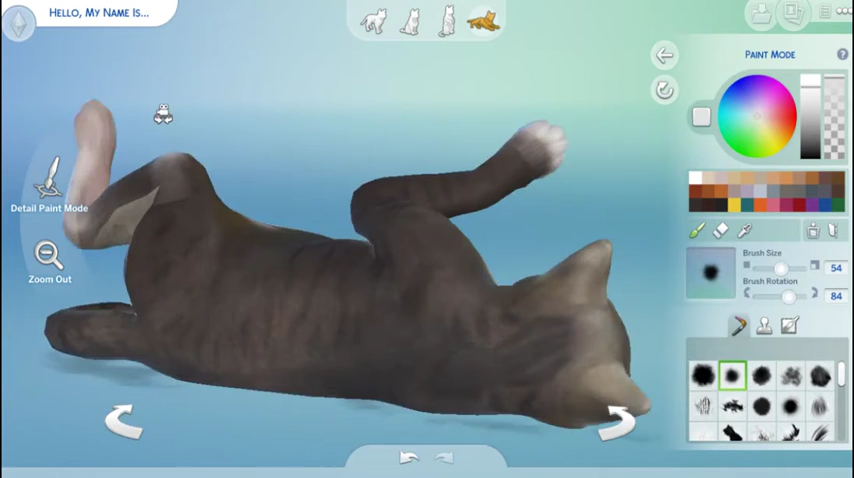 Hello, My Name Is...
Paint Mode
?
Detail Paint Mode
Zoom Out
Brush Size
54
Brush Rotation
84